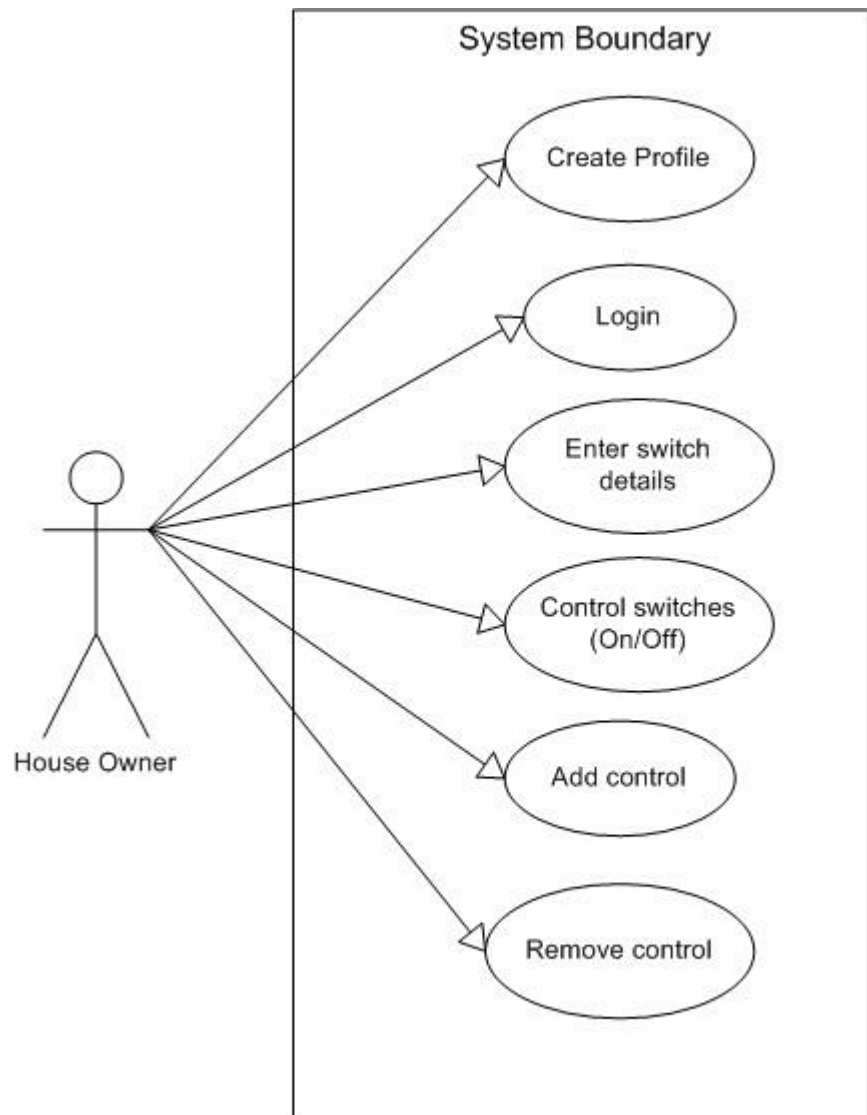 System Boundary
Create Profile
Login
Enter switch
details
Control switches
(On/Off)
House Owner
Add control
Remove control